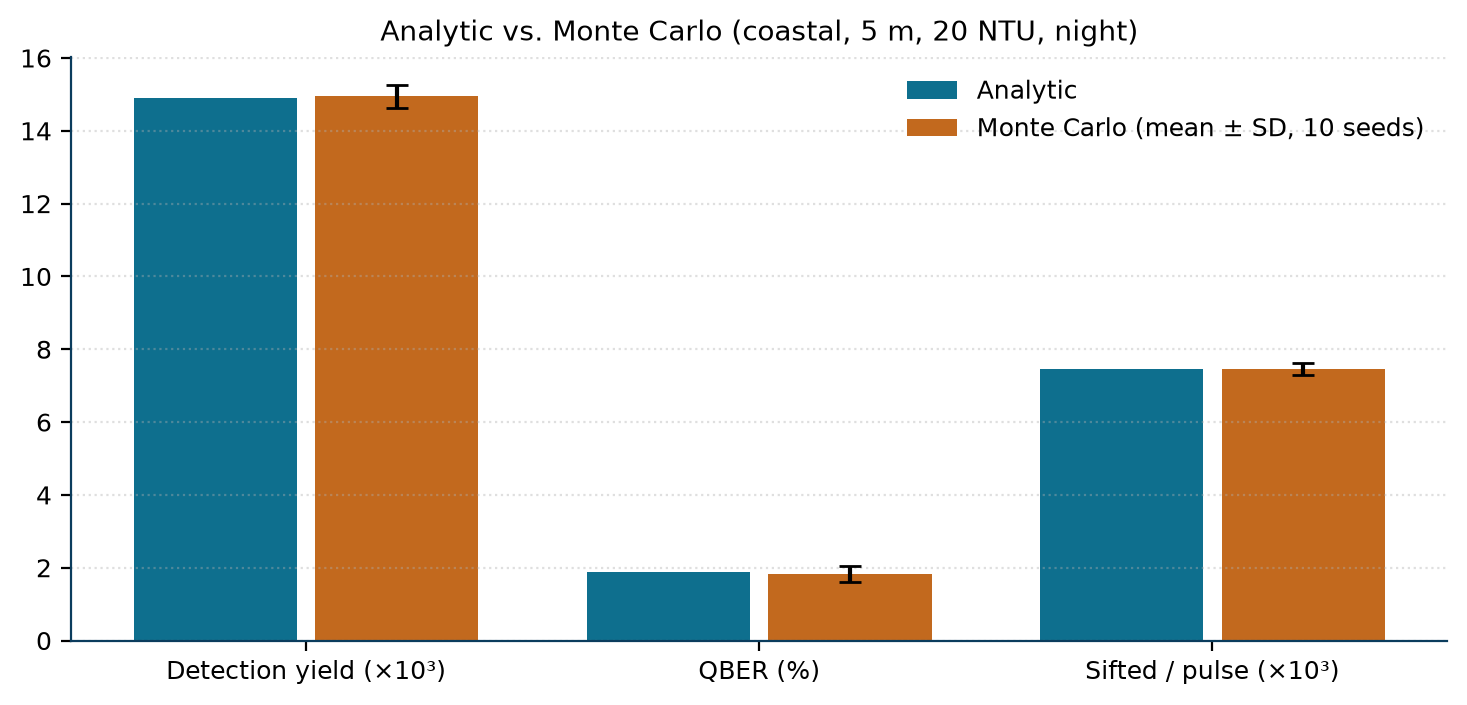 Analytic vs. Monte Carlo (coastal, 5 m, 20 NTU, night)
16
14
12
10
8
6
4
2
0
Analytic
Monte Carlo (mean ± SD, 10 seeds)
Detection yield (×10³)
QBER (%)
Sifted / pulse (×10³)